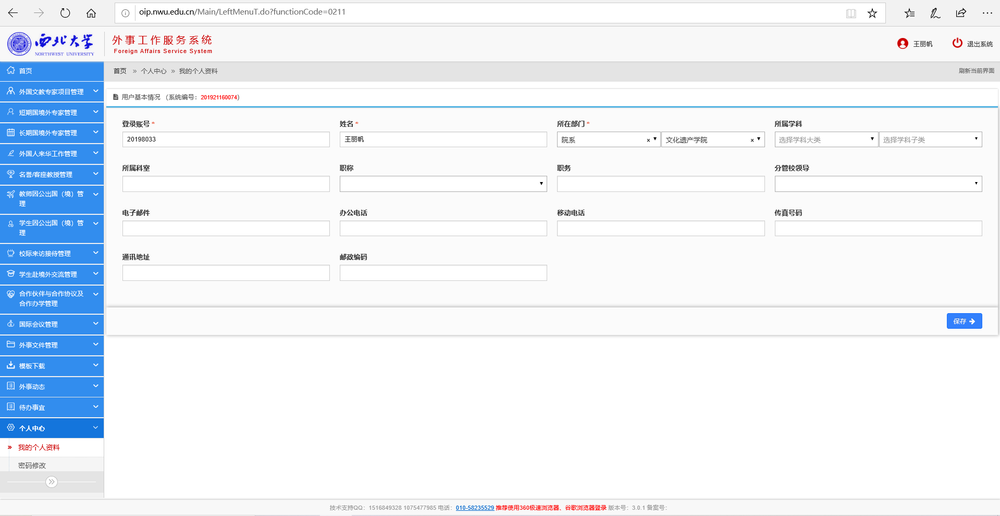 oip.nwu.edu.cn/Main/LeftMenuT.do?functionCode=0211
西北大学
NORTHWEST UNIVERSITY
外事工作服务系统
Foreign Affairs Service System
王丽帆
退出系统
首页 » 个人中心 » 我的个人资料
刷新当前界面
首页
外国文教专家项目管理
短期国境外专家管理
长期国境外专家管理
外国人来华工作管理
名誉/客座教授管理
教师因公出国（境）管
理
学生因公出国（境）管
理
校际来访接待管理
学生赴境外交流管理
合作伙伴与合作协议及
合作办学管理
国际会议管理
外事文件管理
模板下载
外事动态
待办事宜
个人中心
» 我的个人资料
密码修改
用户基本情况 （系统编号：201921160074）
登录账号 * 姓名 * 所在部门 * 所属学科
20198033 王丽帆 院系 × 文化遗产学院 × 选择学科大类 选择学科子类
所属科室 职称 职务 分管校领导
电子邮件 办公电话 移动电话 传真号码
通讯地址 邮政编码
保存
技术支持QQ：1516849328 1075477985 电话：010-58235529 推荐使用360极速浏览器、谷歌浏览器登录 版本号：3.0.1 备案号：